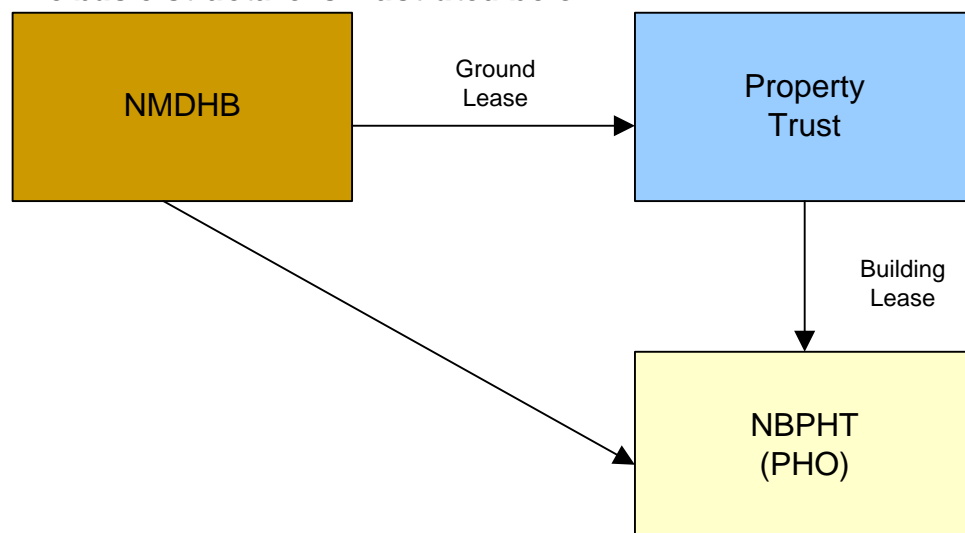 NMDHB
Ground
Lease
Property
Trust
Building
Lease
NBPHT
(PHO)